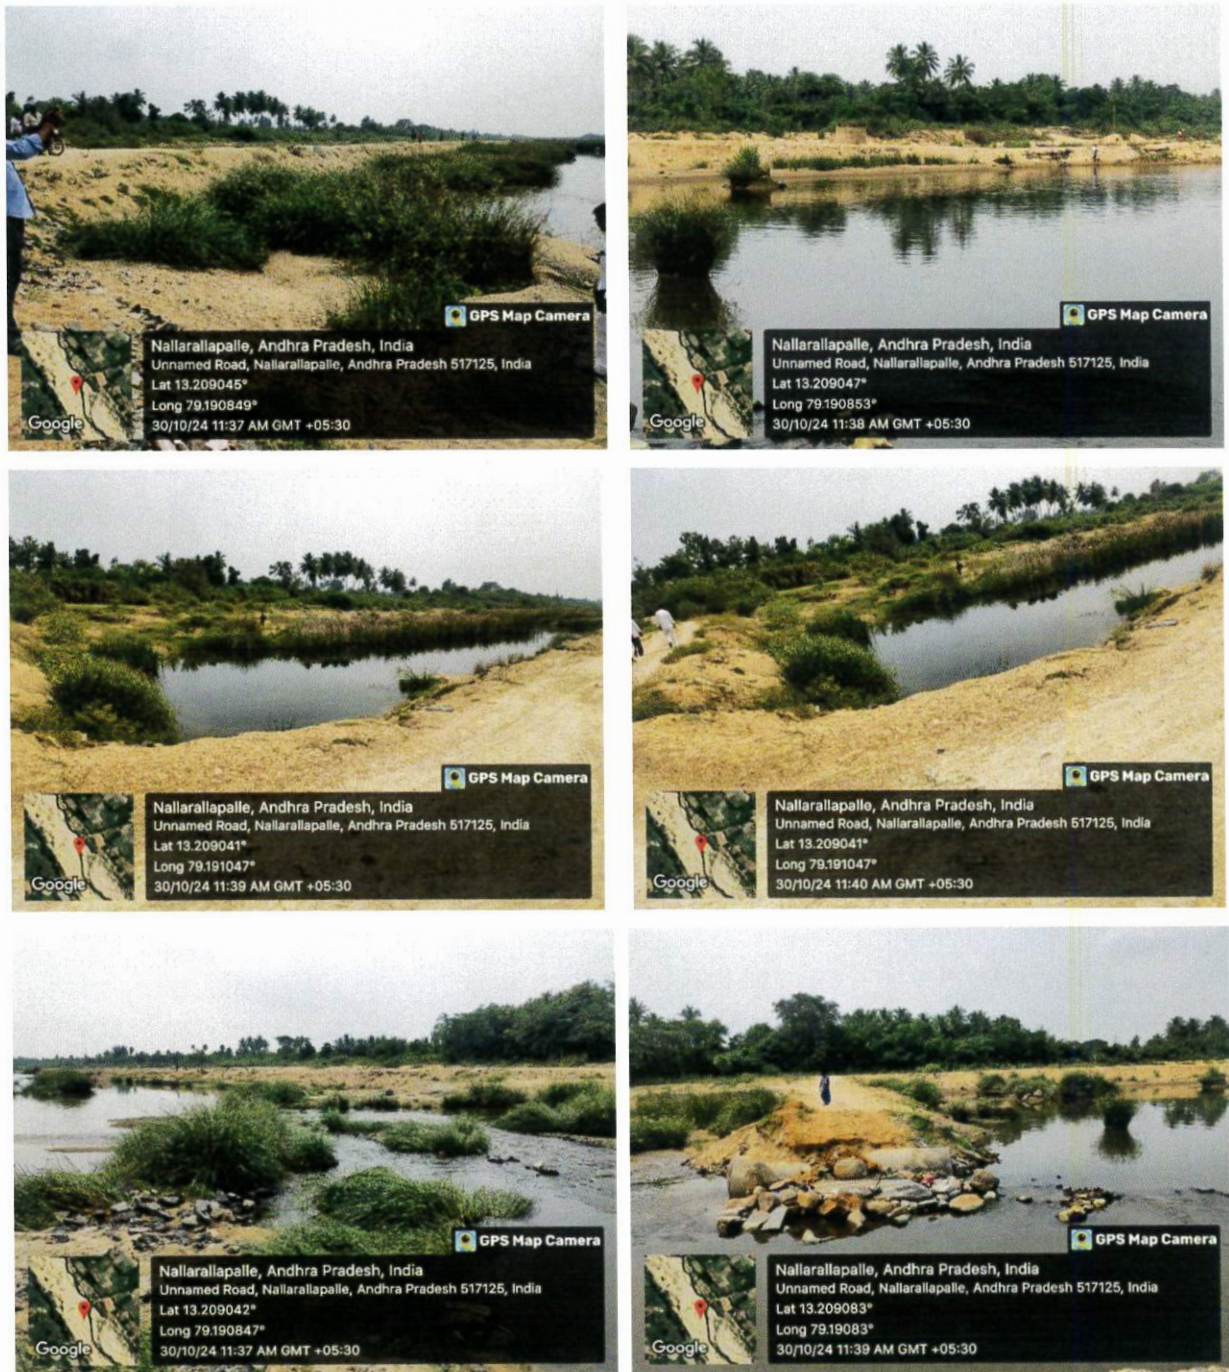 GPS Map Camera
Nallarallapalle, Andhra Pradesh, India
Unnamed Road, Nallarallapalle, Andhra Pradesh 517125, India
Lat 13.209045°
Long 79.190849°
30/10/24 11:37 AM GMT +05:30
Google
GPS Map Camera
Nallarallapalle, Andhra Pradesh, India
Unnamed Road, Nallarallapalle, Andhra Pradesh 517125, India
Lat 13.209047°
Long 79.190853°
30/10/24 11:38 AM GMT +05:30
Google
GPS Map Camera
Nallarallapalle, Andhra Pradesh, India
Unnamed Road, Nallarallapalle, Andhra Pradesh 517125, India
Lat 13.209041°
Long 79.191047°
30/10/24 11:39 AM GMT +05:30
Google
GPS Map Camera
Nallarallapalle, Andhra Pradesh, India
Unnamed Road, Nallarallapalle, Andhra Pradesh 517125, India
Lat 13.209041°
Long 79.191047°
30/10/24 11:40 AM GMT +05:30
Google
GPS Map Camera
Nallarallapalle, Andhra Pradesh, India
Unnamed Road, Nallarallapalle, Andhra Pradesh 517125, India
Lat 13.209042°
Long 79.190847°
30/10/24 11:37 AM GMT +05:30
Google
GPS Map Camera
Nallarallapalle, Andhra Pradesh, India
Unnamed Road, Nallarallapalle, Andhra Pradesh 517125, India
Lat 13.209083°
Long 79.19083°
30/10/24 11:39 AM GMT +05:30
Google